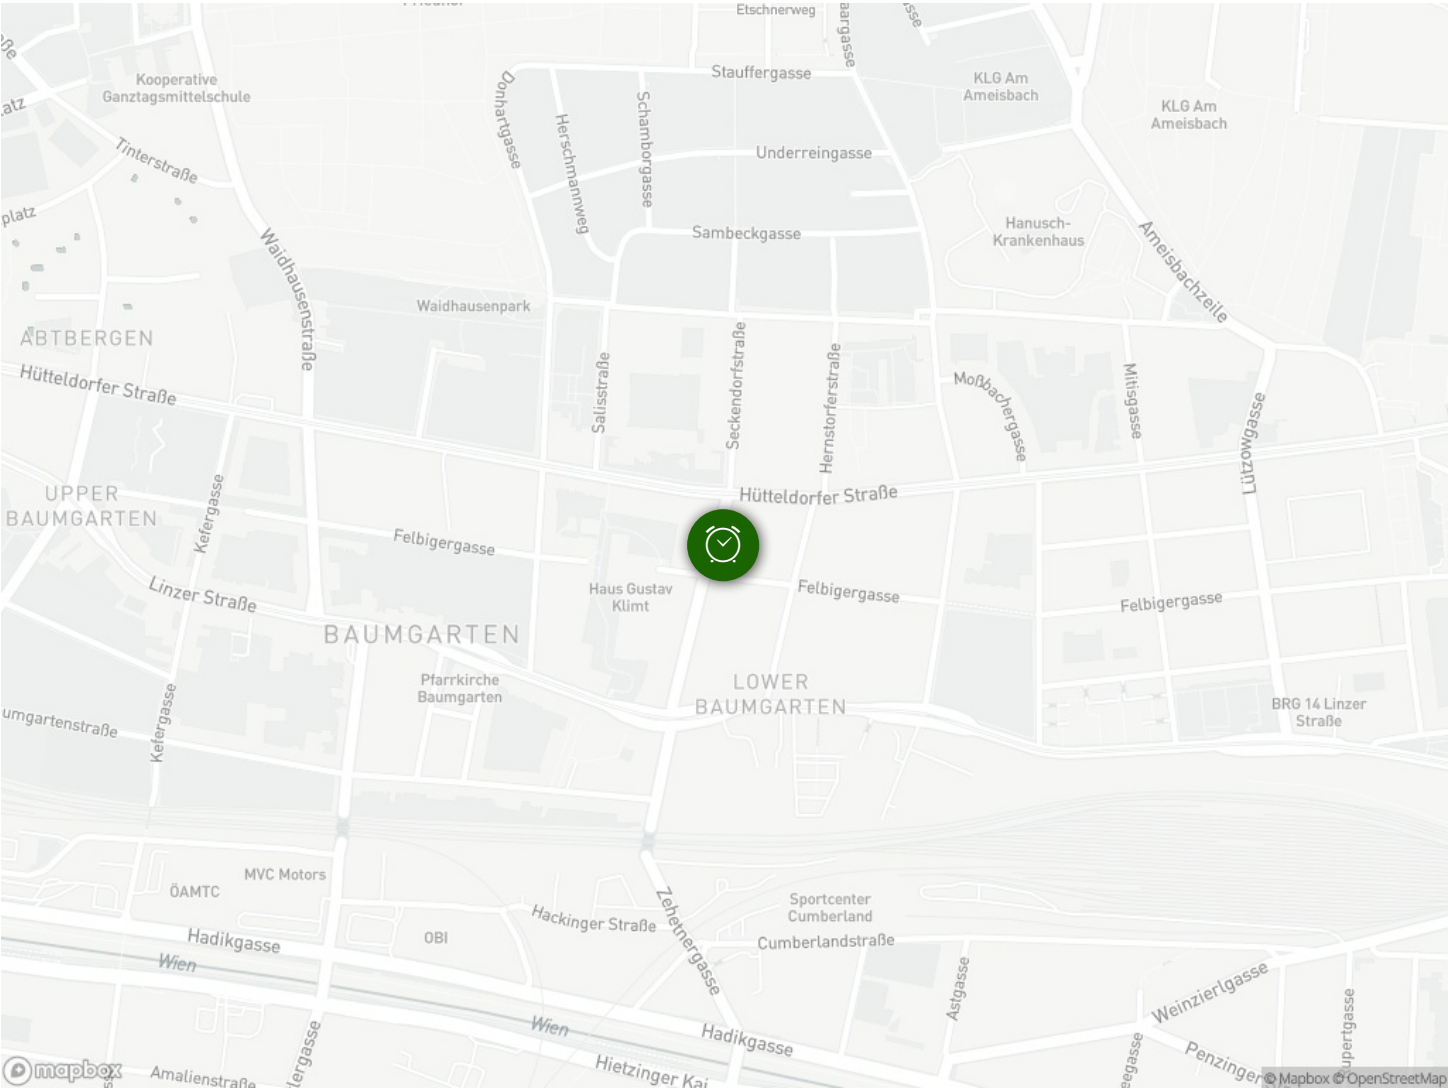 Etschnerweg
Stauffergasse
Kooperative
Ganztagsmittelschule
KLG Am
Ameisbach
KLG Am
Ameisbach
Donhartgasse
Herschmannweg
Schamborgasse
Underreingasse
Tinterstraße
platz
Sambeckgasse
Hanusch-
Krankenhaus
Ameisbachzeile
Waidhausenstraße
Waidhausenpark
ABTBERGEN
Hütteldorfer Straße
Salisstraße
Seckendorfstraße
Hernstorferstraße
Moßbachergasse
Mitisgasse
Lützowgasse
UPPER
BAUMGARTEN
Kefergasse
Hütteldorfer Straße
Felbigergasse
Linzer Straße
Haus Gustav
Klimt
Felbigergasse
Felbigergasse
BAUMGARTEN
Pfarrkirche
Baumgarten
LOWER
BAUMGARTEN
BRG 14 Linzer
Straße
Kefergasse
umgartenstraße
MVC Motors
ÖAMTC
OBI
Hackinger Straße
Zehetnergasse
Sportcenter
Cumberland
Cumberlandstraße
Hadikgasse
Wien
Wien
Hadikgasse
Astgasse
Weinzierlgasse
Hietzinger Kai
Amalienstraße
Penzinger
upertgasse
mapbox
© Mapbox © OpenStreetMap